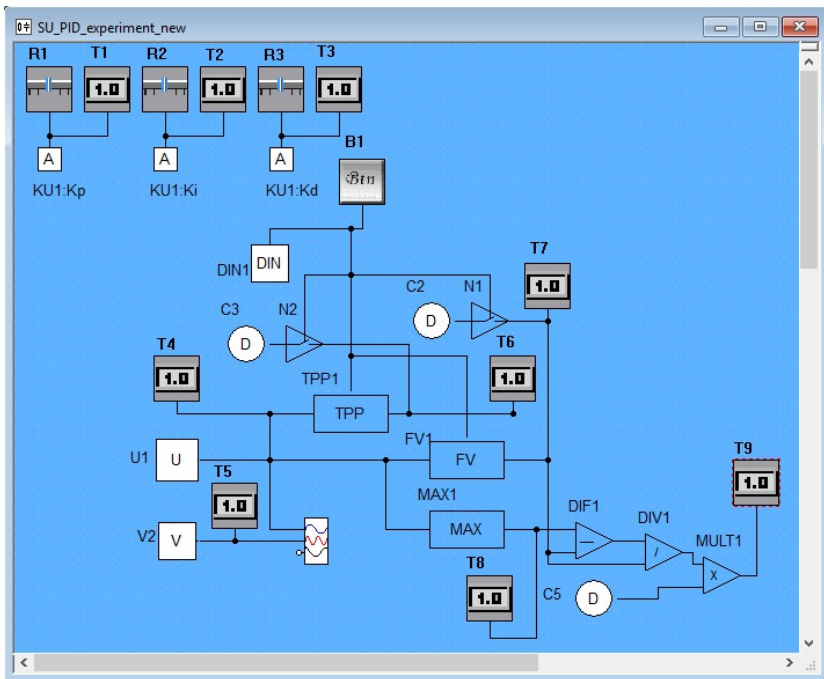 SU_PID_experiment_new
R1 T1 R2 T2 R3 T3
1.0 1.0 1.0
A A A
KU1:Kp KU1:Ki KU1:Kd
B1
Btn
DIN1 DIN
T7
1.0
C3 N2 C2 N1
D D
T4 T6
1.0 1.0
TPP1
TPP
FV1
U1 U FV
T5
1.0
T9
1.0
MAX1
MAX
DIF1 DIV1
V2 V
— / MULT1
X
T8
1.0
C5 D